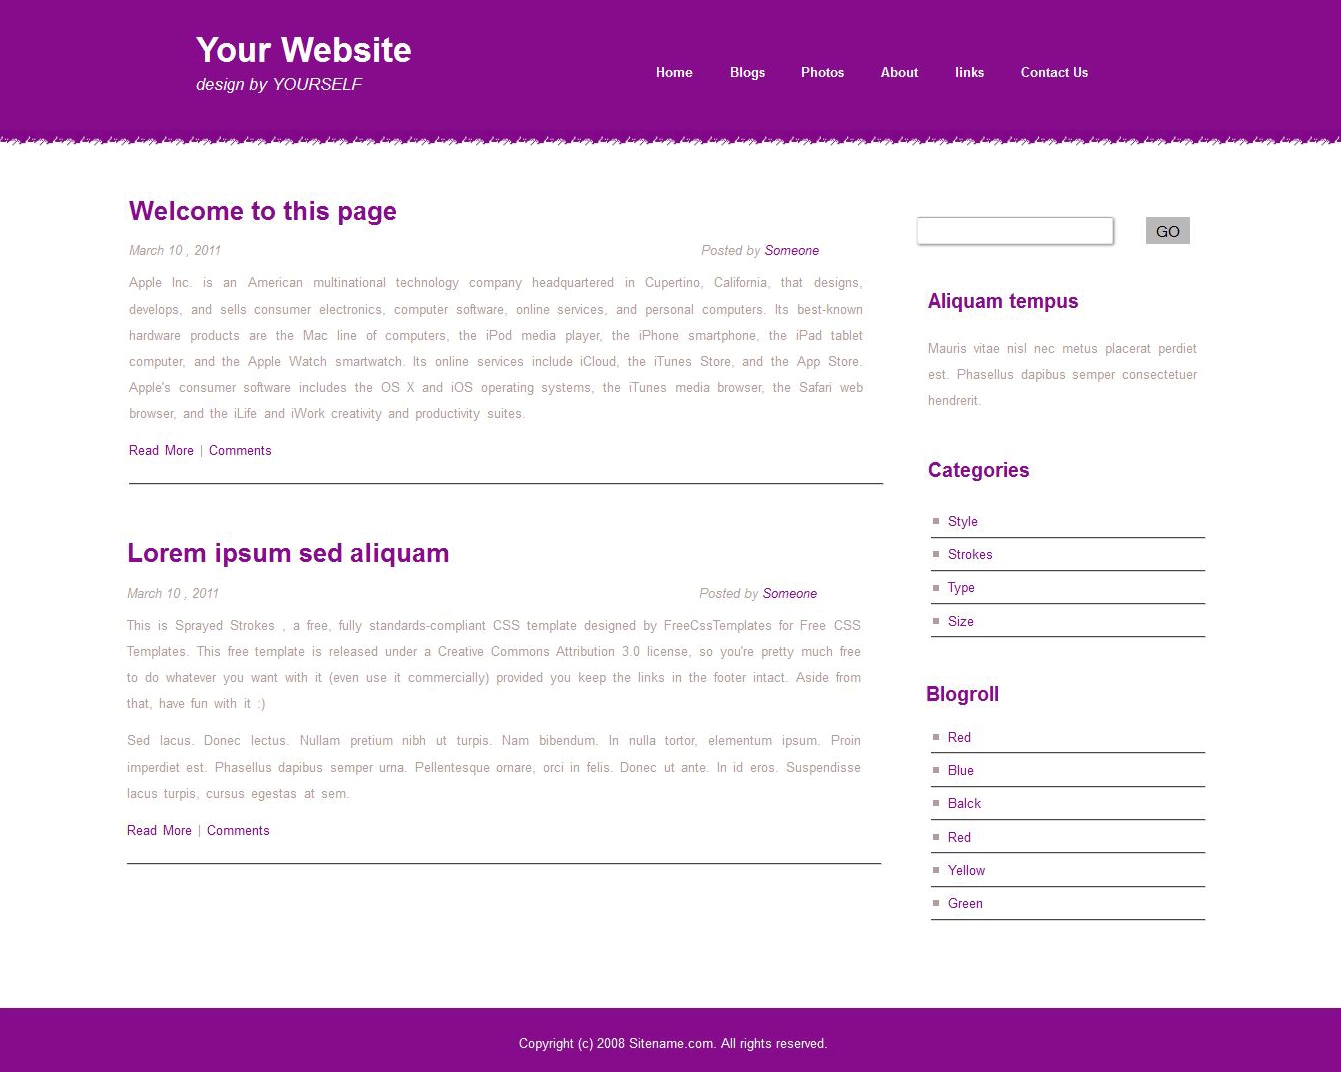 Your Website
design by YOURSELF
Home Blogs Photos About links Contact Us
Welcome to this page
March 10 , 2011 Posted by Someone
Apple Inc. is an American multinational technology company headquartered in Cupertino, California, that designs,
develops, and sells consumer electronics, computer software, online services, and personal computers. Its best-known
hardware products are the Mac line of computers, the iPod media player, the iPhone smartphone, the iPad tablet
computer, and the Apple Watch smartwatch. Its online services include iCloud, the iTunes Store, and the App Store.
Apple's consumer software includes the OS X and iOS operating systems, the iTunes media browser, the Safari web
browser, and the iLife and iWork creativity and productivity suites.
Read More | Comments
Lorem ipsum sed aliquam
March 10 , 2011 Posted by Someone
This is Sprayed Strokes , a free, fully standards-compliant CSS template designed by FreeCssTemplates for Free CSS
Templates. This free template is released under a Creative Commons Attribution 3.0 license, so you're pretty much free
to do whatever you want with it (even use it commercially) provided you keep the links in the footer intact. Aside from
that, have fun with it :)
Sed lacus. Donec lectus. Nullam pretium nibh ut turpis. Nam bibendum. In nulla tortor, elementum ipsum. Proin
imperdiet est. Phasellus dapibus semper urna. Pellentesque ornare, orci in felis. Donec ut ante. In id eros. Suspendisse
lacus turpis, cursus egestas at sem.
Read More | Comments
GO
Aliquam tempus
Mauris vitae nisl nec metus placerat perdiet
est. Phasellus dapibus semper consectetuer
hendrerit.
Categories
Style
Strokes
Type
Size
Blogroll
Red
Blue
Balck
Red
Yellow
Green
Copyright (c) 2008 Sitename.com. All rights reserved.